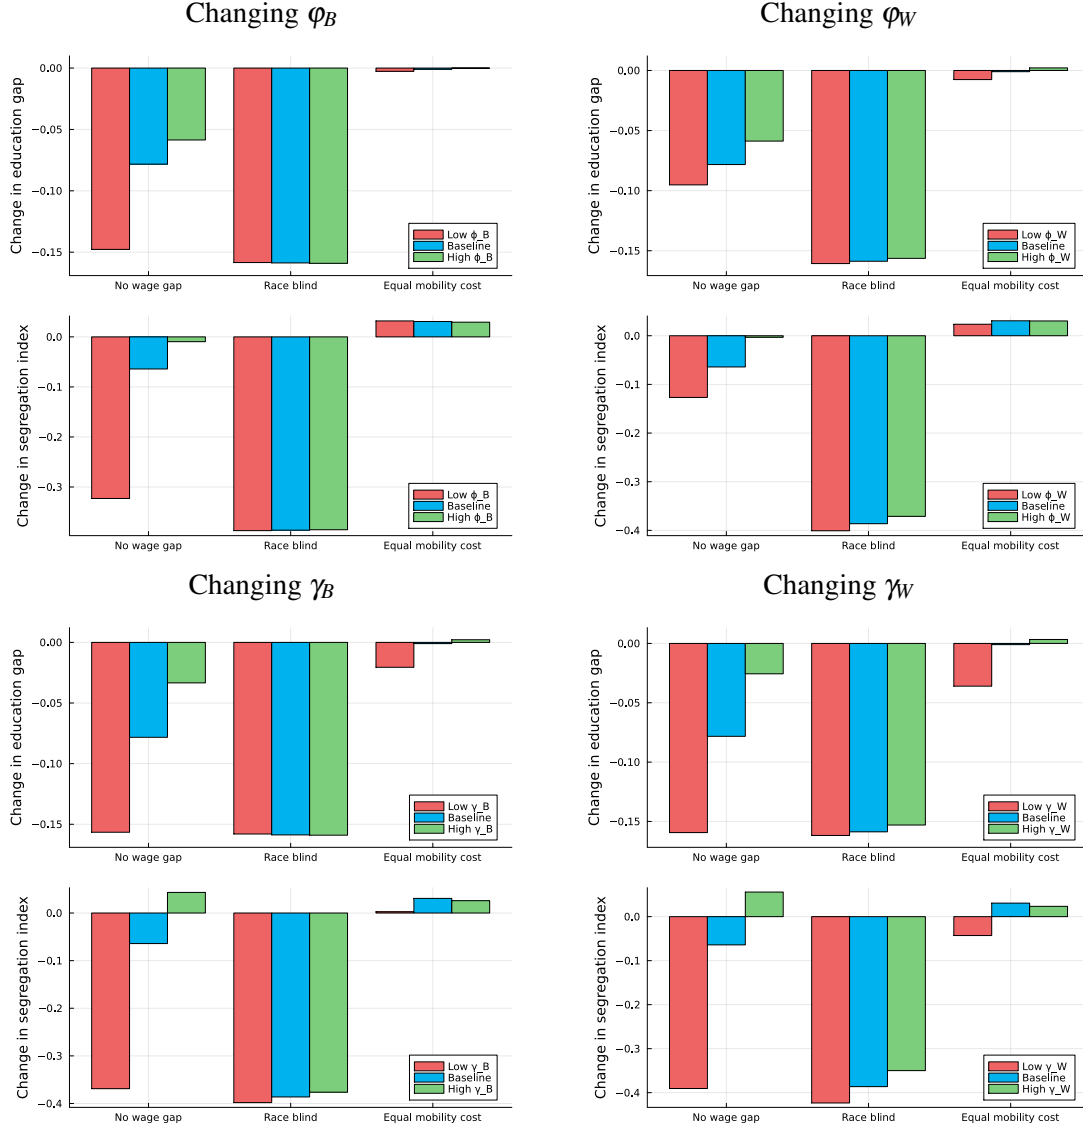 Changing φB
Changing φW
Change in education gap
0.00
−0.05
−0.10
−0.15
No wage gap
Race blind
Equal mobility cost
Low ϕ_B
Baseline
High ϕ_B
Change in education gap
0.00
−0.05
−0.10
−0.15
No wage gap
Race blind
Equal mobility cost
Low ϕ_W
Baseline
High ϕ_W
Change in segregation index
0.0
−0.1
−0.2
−0.3
No wage gap
Race blind
Equal mobility cost
Low ϕ_B
Baseline
High ϕ_B
Change in segregation index
0.0
−0.1
−0.2
−0.3
−0.4
No wage gap
Race blind
Equal mobility cost
Low ϕ_W
Baseline
High ϕ_W
Changing γB
Changing γW
Change in education gap
0.00
−0.05
−0.10
−0.15
No wage gap
Race blind
Equal mobility cost
Low γ_B
Baseline
High γ_B
Change in education gap
0.00
−0.05
−0.10
−0.15
No wage gap
Race blind
Equal mobility cost
Low γ_W
Baseline
High γ_W
Change in segregation index
0.0
−0.1
−0.2
−0.3
−0.4
No wage gap
Race blind
Equal mobility cost
Low γ_B
Baseline
High γ_B
Change in segregation index
0.0
−0.1
−0.2
−0.3
−0.4
No wage gap
Race blind
Equal mobility cost
Low γ_W
Baseline
High γ_W